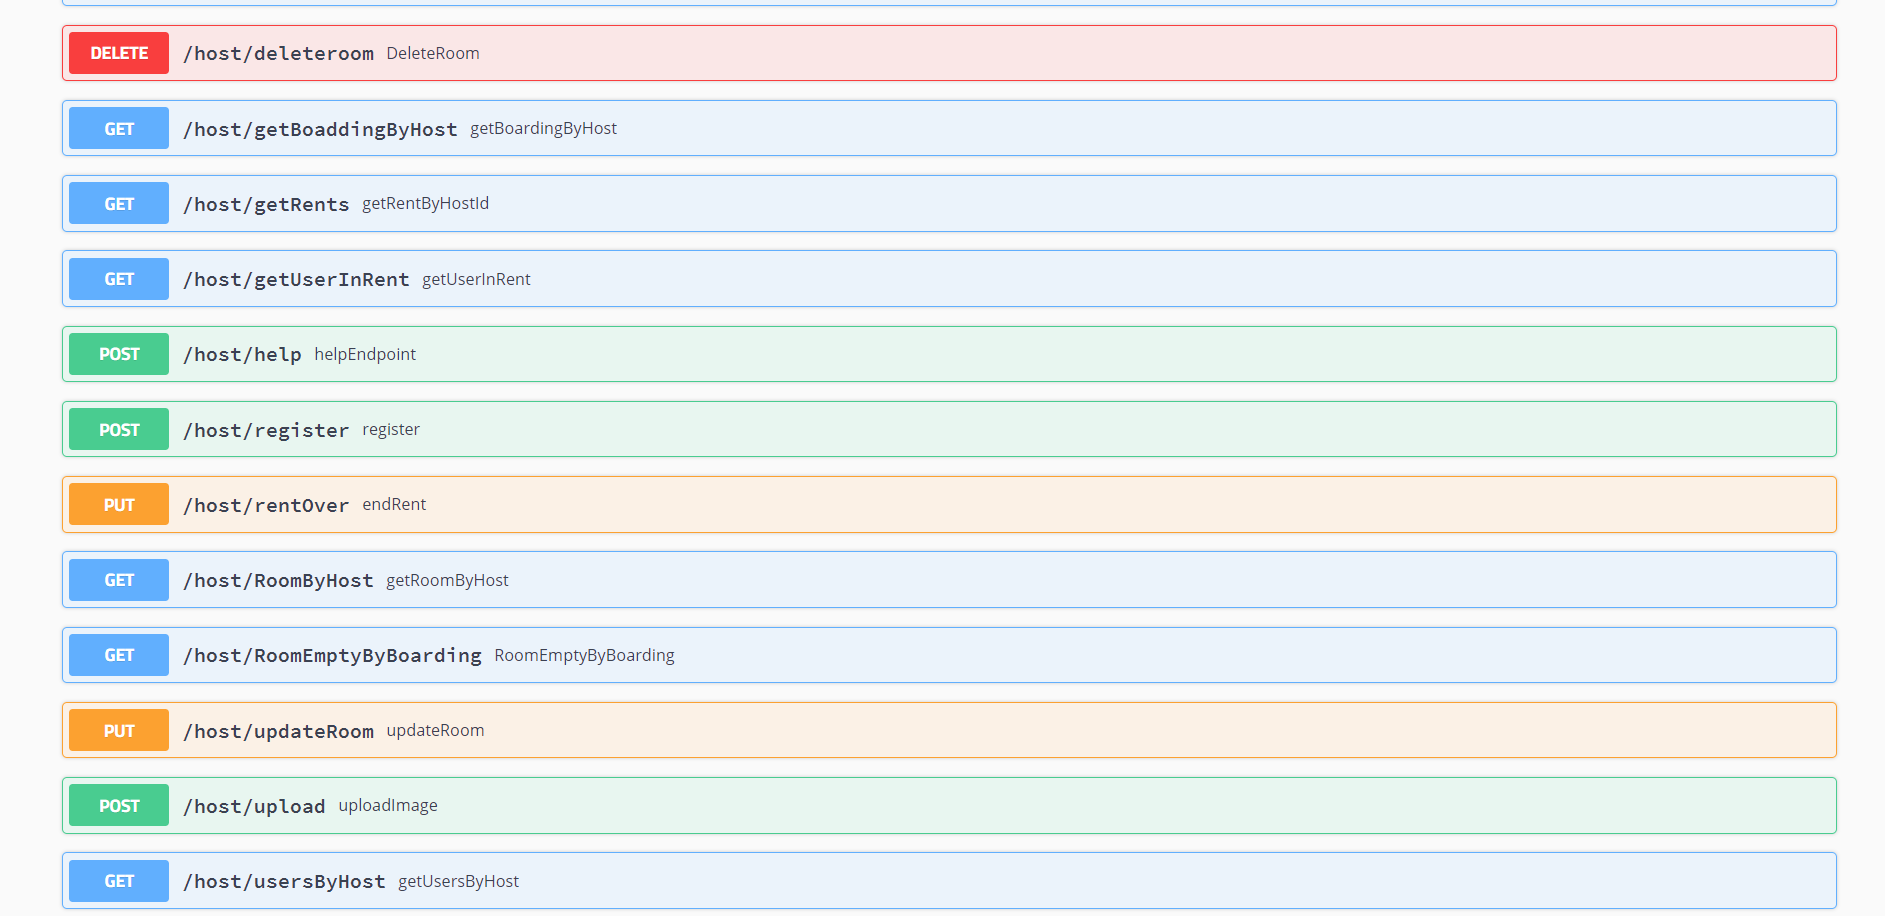 DELETE /host/deleteroom DeleteRoom
GET /host/getBoaddingByHost getBoardingByHost
GET /host/getRents getRentByHostId
GET /host/getUserInRent getUserInRent
POST /host/help helpEndpoint
POST /host/register register
PUT /host/rentOver endRent
GET /host/RoomByHost getRoomByHost
GET /host/RoomEmptyByBoarding RoomEmptyByBoarding
PUT /host/updateRoom updateRoom
POST /host/upload uploadImage
GET /host/usersByHost getUsersByHost